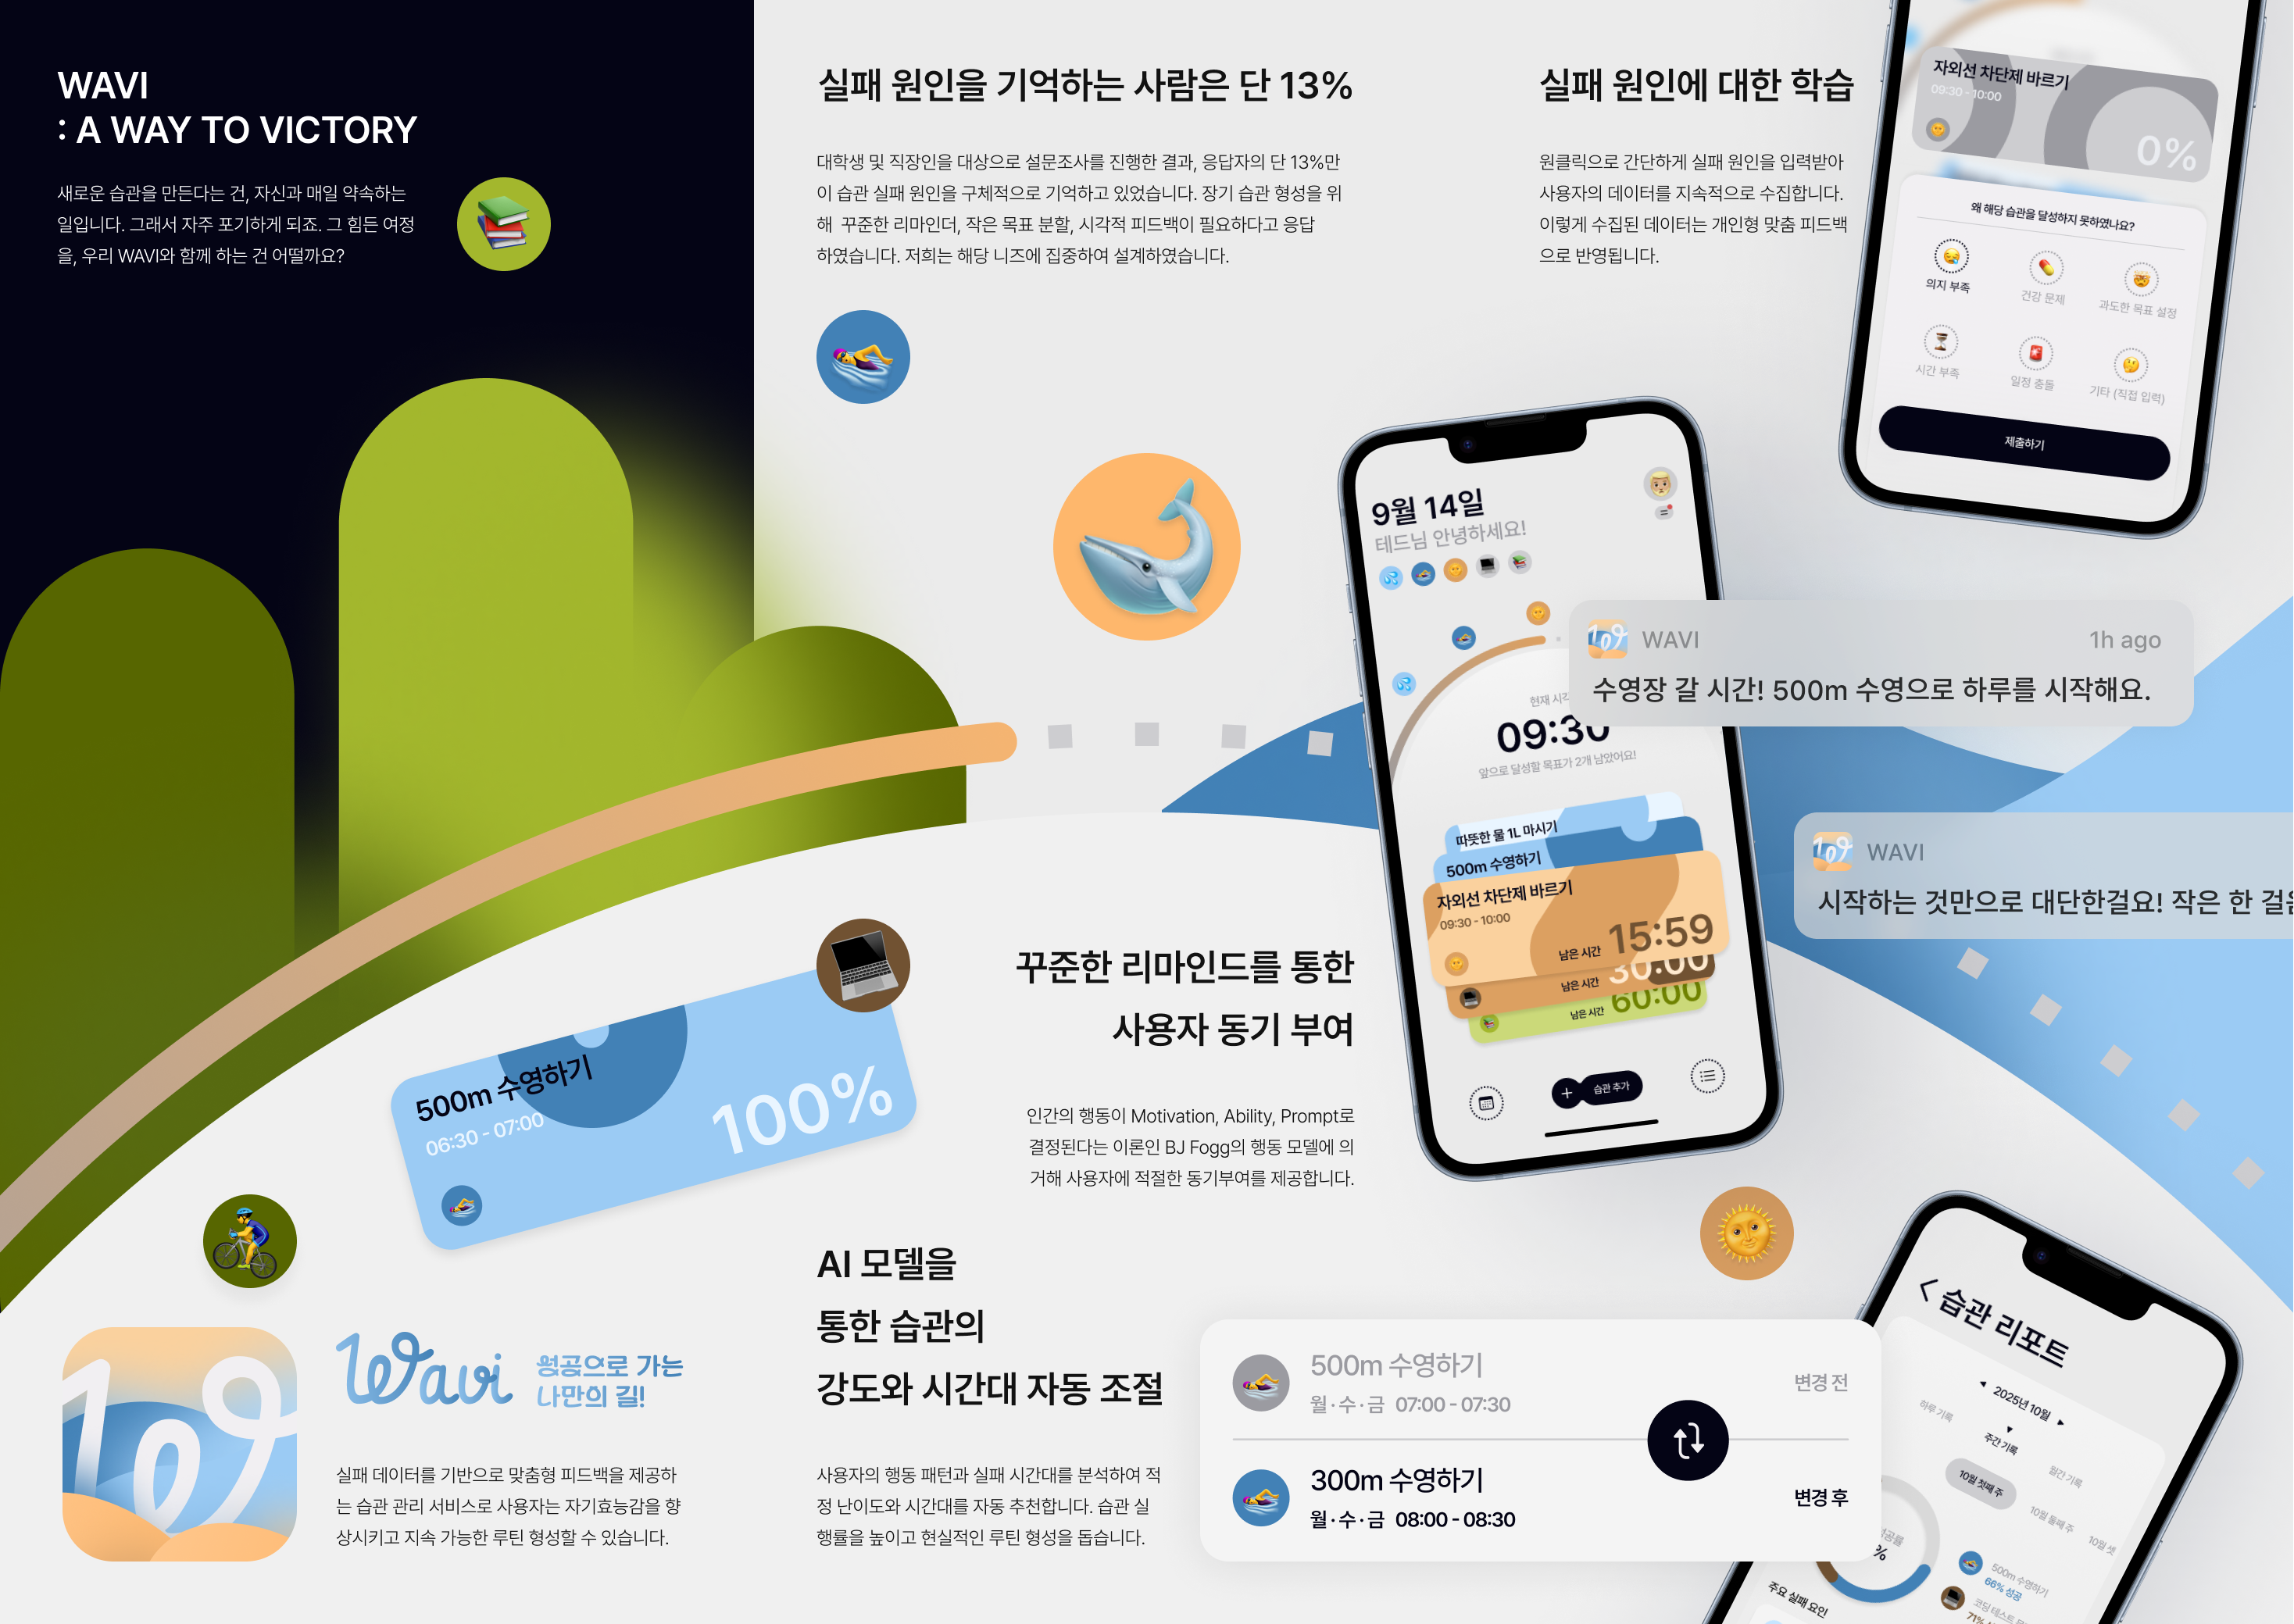 WAVI
: A WAY TO VICTORY
새로운 습관을 만든다는 건, 자신과 매일 약속하는
일입니다. 그래서 자주 포기하게 되죠. 그 힘든 여정
을, 우리 WAVI와 함께 하는 건 어떨까요?
실패 원인을 기억하는 사람은 단 13%
대학생 및 직장인을 대상으로 설문조사를 진행한 결과, 응답자의 단 13%만
이 습관 실패 원인을 구체적으로 기억하고 있었습니다. 장기 습관 형성을 위
해 꾸준한 리마인더, 작은 목표 분할, 시각적 피드백이 필요하다고 응답
하였습니다. 저희는 해당 니즈에 집중하여 설계하였습니다.
실패 원인에 대한 학습
원클릭으로 간단하게 실패 원인을 입력받아
사용자의 데이터를 지속적으로 수집합니다.
이렇게 수집된 데이터는 개인형 맞춤 피드백
으로 반영됩니다.
자외선 차단제 바르기
09:30 - 10:00
0%
왜 해당 습관을 달성하지 못하였나요?
의지 부족
건강 문제
과도한 목표 설정
시간 부족
일정 충돌
기타 (직접 입력)
제출하기
9월 14일
테드님 안녕하세요!
현재 시각
09:30
앞으로 달성할 목표가 2개 남았어요!
WAVI
1h ago
수영장 갈 시간! 500m 수영으로 하루를 시작해요.
WAVI
시작하는 것만으로 대단한걸요! 작은 한 걸음
따뜻한 물 1L 마시기
500m 수영하기
자외선 차단제 바르기
09:30 - 10:00
남은 시간 15:59
남은 시간 30:00
남은 시간 60:00
습관 추가
꾸준한 리마인드를 통한
사용자 동기 부여
인간의 행동이 Motivation, Ability, Prompt로
결정된다는 이론인 BJ Fogg의 행동 모델에 의
거해 사용자에 적절한 동기부여를 제공합니다.
500m 수영하기
06:30 - 07:00
100%
Wavi
성공으로 가는
나만의 길!
실패 데이터를 기반으로 맞춤형 피드백을 제공하
는 습관 관리 서비스로 사용자는 자기효능감을 향
상시키고 지속 가능한 루틴 형성할 수 있습니다.
AI 모델을
통한 습관의
강도와 시간대 자동 조절
사용자의 행동 패턴과 실패 시간대를 분석하여 적
정 난이도와 시간대를 자동 추천합니다. 습관 실
행률을 높이고 현실적인 루틴 형성을 돕습니다.
500m 수영하기
월·수·금 07:00 - 07:30
변경 전
300m 수영하기
월·수·금 08:00 - 08:30
변경 후
습관 리포트
2025년 10월
하루 기록
주간 기록
월간 기록
10월 첫째 주
10월 둘째 주
10월 셋
공률
%
500m 수영하기
66% 성공
코딩 테스트
71%
주요 실패 요인